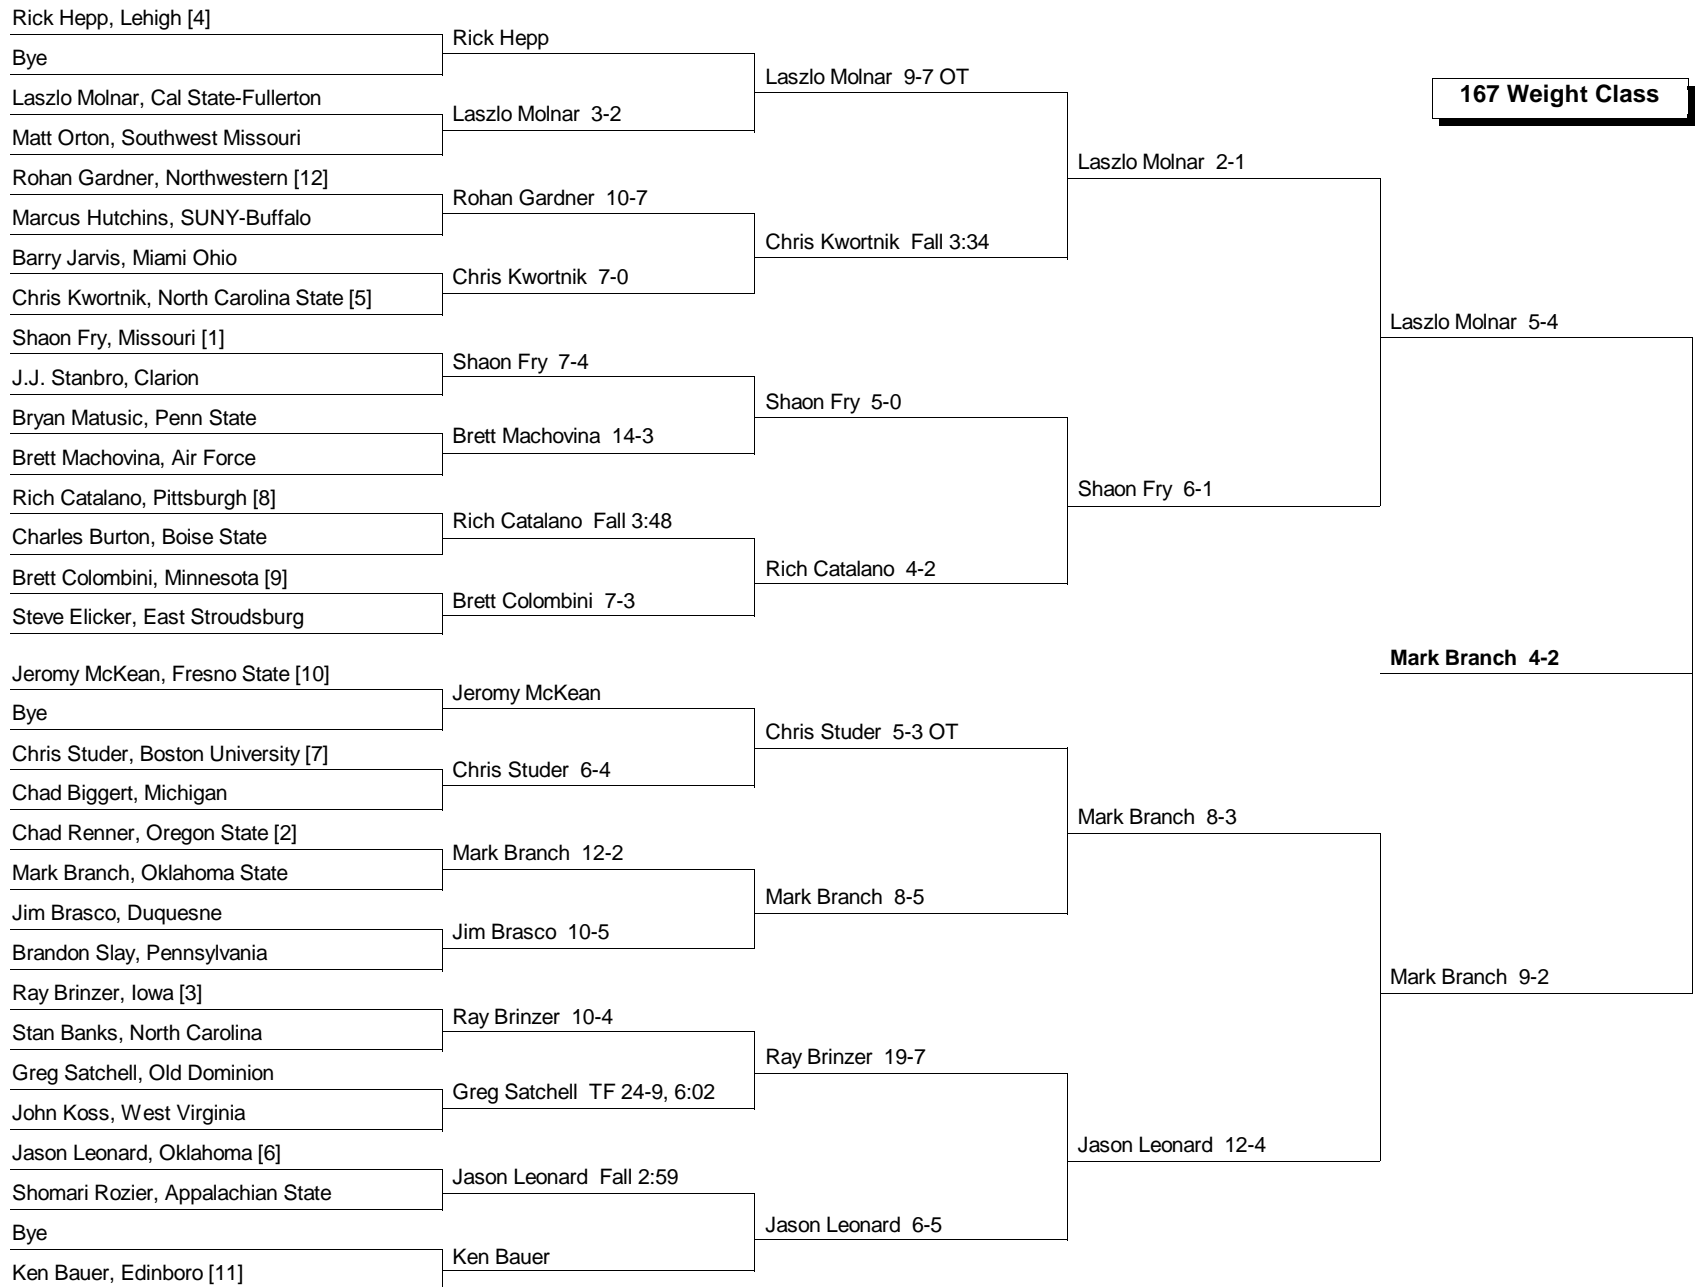 Rick Hepp, Lehigh [4]
Bye
Laszlo Molnar, Cal State-Fullerton
Matt Orton, Southwest Missouri
Rohan Gardner, Northwestern [12]
Marcus Hutchins, SUNY-Buffalo
Barry Jarvis, Miami Ohio
Chris Kwortnik, North Carolina State [5]
Shaon Fry, Missouri [1]
J.J. Stanbro, Clarion
Bryan Matusic, Penn State
Brett Machovina, Air Force
Rich Catalano, Pittsburgh [8]
Charles Burton, Boise State
Brett Colombini, Minnesota [9]
Steve Elicker, East Stroudsburg
Jeromy McKean, Fresno State [10]
Bye
Chris Studer, Boston University [7]
Chad Biggert, Michigan
Chad Renner, Oregon State [2]
Mark Branch, Oklahoma State
Jim Brasco, Duquesne
Brandon Slay, Pennsylvania
Ray Brinzer, Iowa [3]
Stan Banks, North Carolina
Greg Satchell, Old Dominion
John Koss, West Virginia
Jason Leonard, Oklahoma [6]
Shomari Rozier, Appalachian State
Bye
Ken Bauer, Edinboro [11]
Rick Hepp
Laszlo Molnar 3-2
Rohan Gardner 10-7
Chris Kwortnik 7-0
Shaon Fry 7-4
Brett Machovina 14-3
Rich Catalano Fall 3:48
Brett Colombini 7-3
Jeromy McKean
Chris Studer 6-4
Mark Branch 12-2
Jim Brasco 10-5
Ray Brinzer 10-4
Greg Satchell TF 24-9, 6:02
Jason Leonard Fall 2:59
Ken Bauer
Laszlo Molnar 9-7 OT
Chris Kwortnik Fall 3:34
Shaon Fry 5-0
Rich Catalano 4-2
Chris Studer 5-3 OT
Mark Branch 8-5
Ray Brinzer 19-7
Jason Leonard 6-5
Laszlo Molnar 2-1
Shaon Fry 6-1
Mark Branch 8-3
Jason Leonard 12-4
167 Weight Class
Laszlo Molnar 5-4
Mark Branch 4-2
Mark Branch 9-2